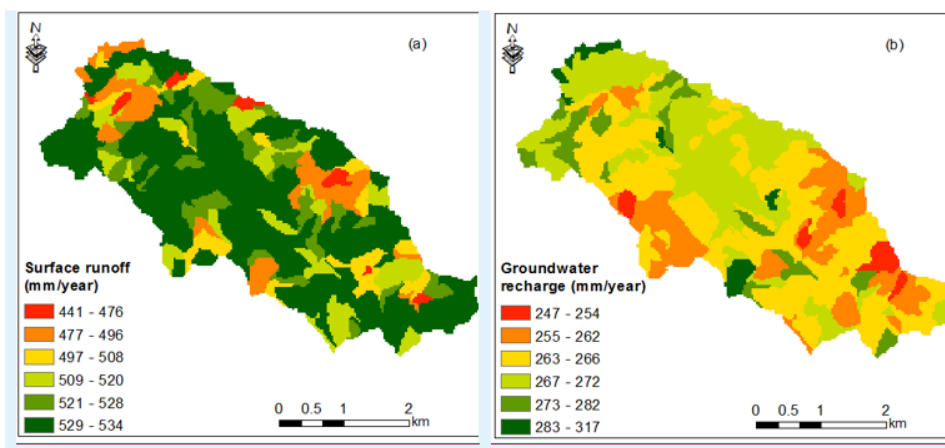 N
(a)
Surface runoff
(mm/year)
441 - 476
477 - 496
497 - 508
509 - 520
521 - 528
529 - 534
0 0.5 1 2
km
N
(b)
Groundwater
recharge (mm/year)
247 - 254
255 - 262
263 - 266
267 - 272
273 - 282
283 - 317
0 0.5 1 2
km